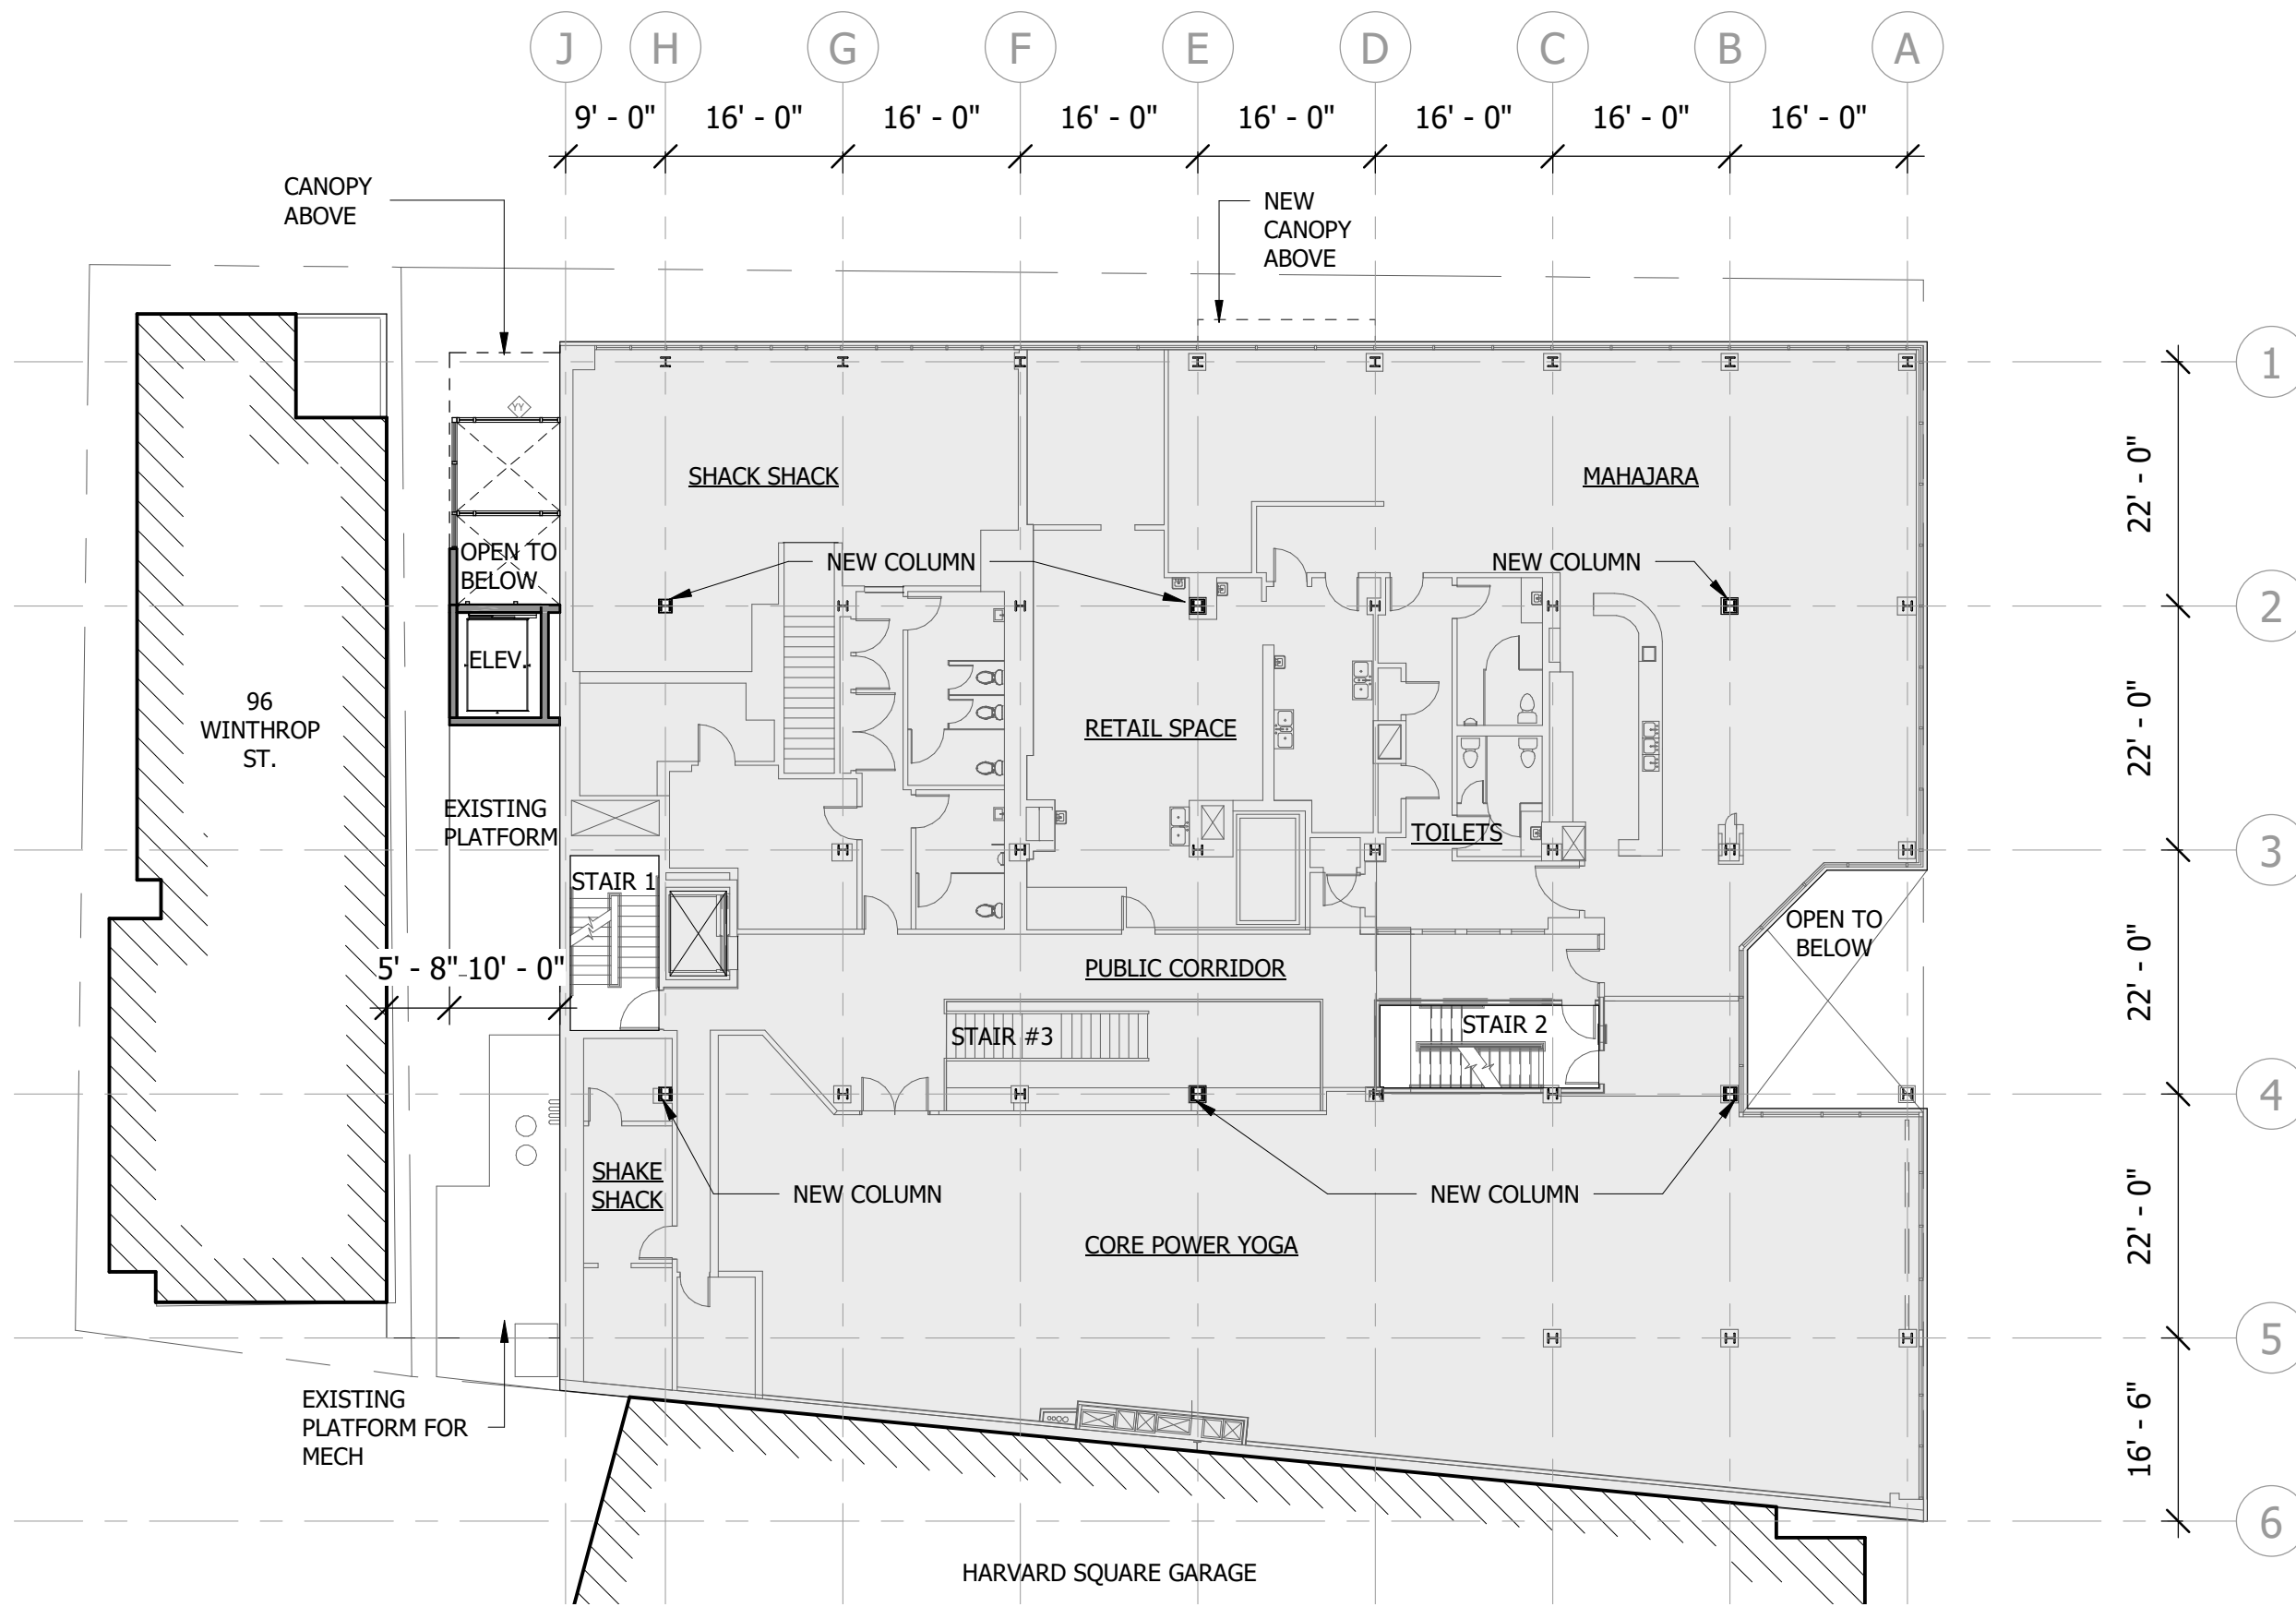 J H G F E D C B A
9' - 0" 16' - 0" 16' - 0" 16' - 0" 16' - 0" 16' - 0" 16' - 0" 16' - 0"
CANOPY
ABOVE
NEW
CANOPY
ABOVE
1
YY
22' - 0"
SHACK SHACK
MAHAJARA
OPEN TO
BELOW
NEW COLUMN
NEW COLUMN
2
ELEV.
96
WINTHROP
ST.
RETAIL SPACE
22' - 0"
EXISTING
PLATFORM
TOILETS
3
STAIR 1
OPEN TO
BELOW
5' - 8"
10' - 0"
PUBLIC CORRIDOR
22' - 0"
STAIR #3
STAIR 2
4
SHAKE
SHACK
NEW COLUMN
NEW COLUMN
22' - 0"
CORE POWER YOGA
5
EXISTING
PLATFORM FOR
MECH
16' - 6"
6
HARVARD SQUARE GARAGE